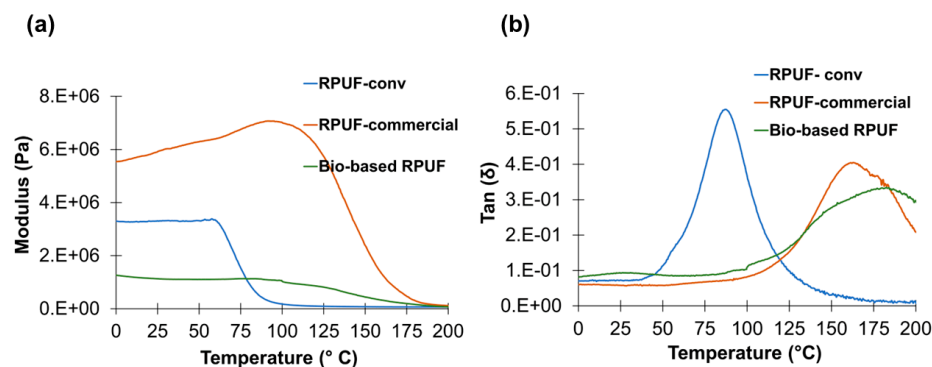 (a)
RPUF-conv
RPUF-commercial
Bio-based RPUF
Modulus (Pa)
8.E+06
6.E+06
4.E+06
2.E+06
0.E+00
0 25 50 75 100 125 150 175 200
Temperature (° C)
(b)
RPUF- conv
RPUF-commercial
Bio-based RPUF
Tan (δ)
6.E-01
5.E-01
4.E-01
3.E-01
2.E-01
1.E-01
0.E+00
0 25 50 75 100 125 150 175 200
Temperature (°C)